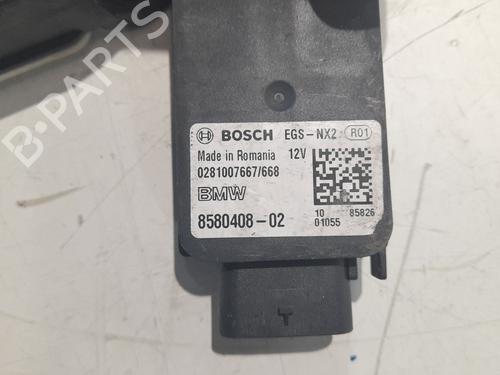 B-PARTS
BOSCH EGS-NX2 R01
Made in Romania 12V
0281007667/668
BMW
8580408-02
10 85826
01055